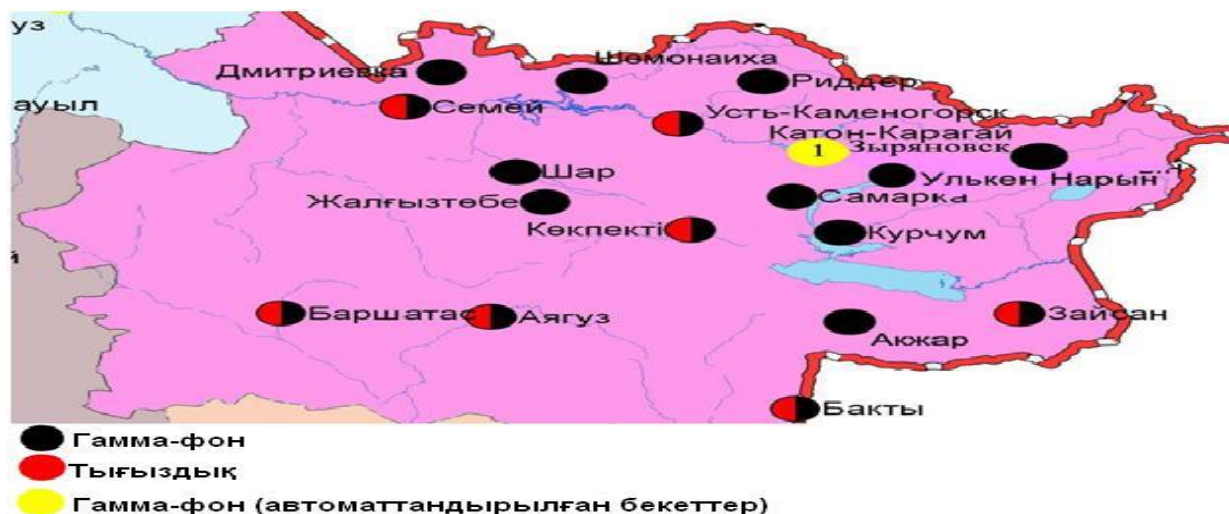 уз
Шемонаиха
Дмитриевка
Риддер
ауыл
Семей
Усть-Каменогорск
Катон-Карагай
1
Зыряновск
Шар
Улькен Нарын
Жалғызтөбе
Самарка
Көкпекті
Курчум
й
Баршатас
Аягуз
Зайсан
Акжар
Бакты
Гамма-фон
Тығыздық
Гамма-фон (автоматтандырылған бекеттер)